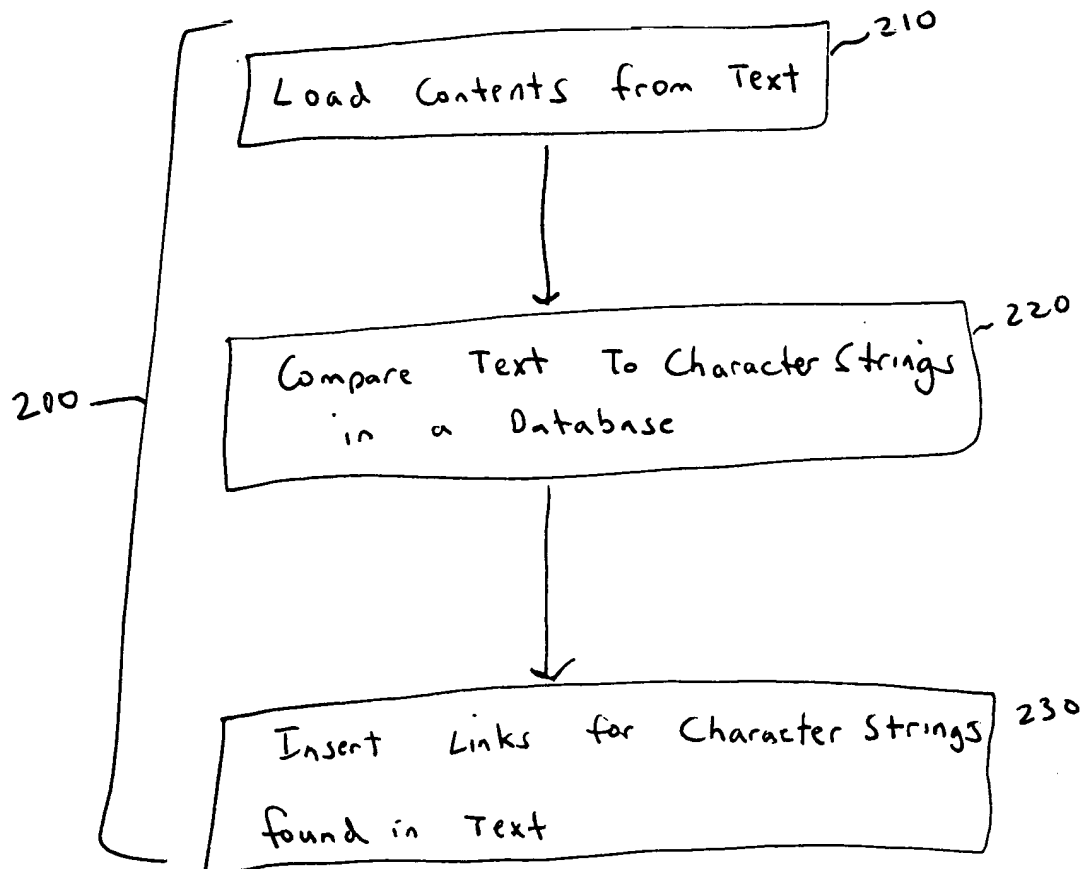 210
Load Contents from Text
220
Compare Text To Character Strings
in a Database
200
230
Insert Links for Character Strings
found in Text